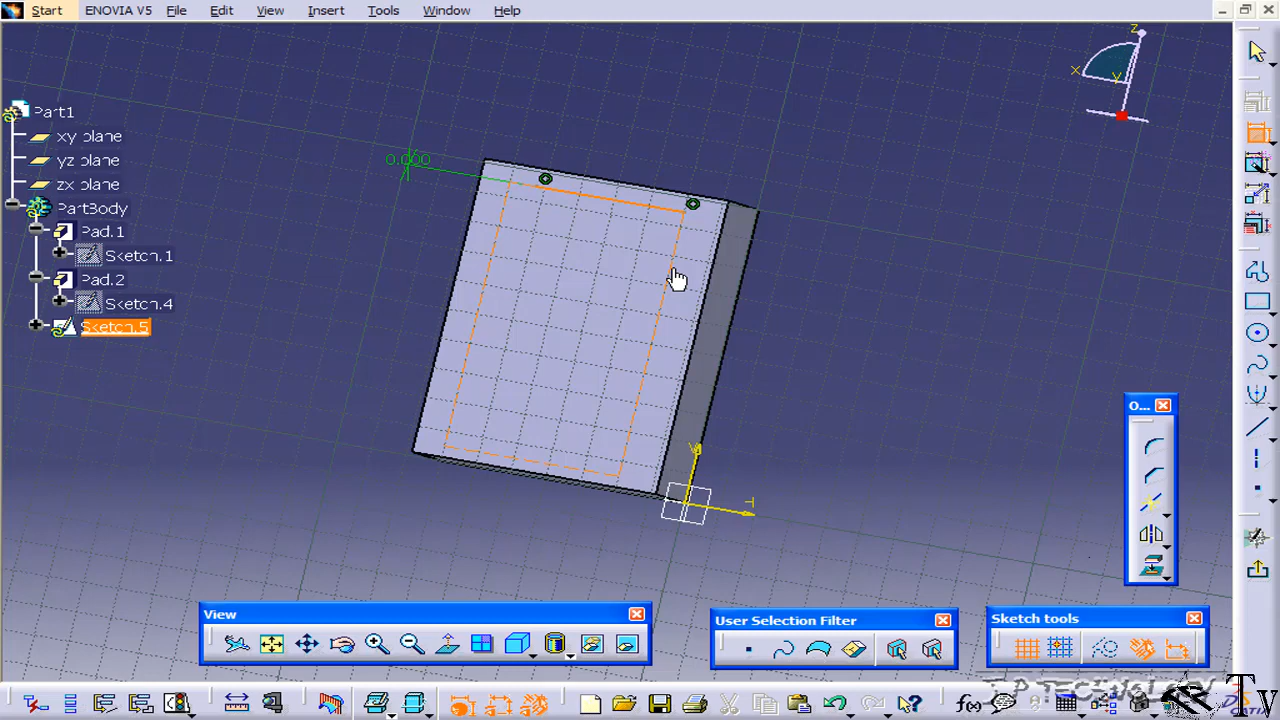 Start ENOVIA V5 File Edit View Insert Tools Window Help
z
x
y
Part1
xy plane
yz plane
zx plane
PartBody
Pad.1
Sketch.1
Pad.2
Sketch.4
Sketch.5
0.000
V
O...
View
User Selection Filter
Sketch tools
f(x)
Tv